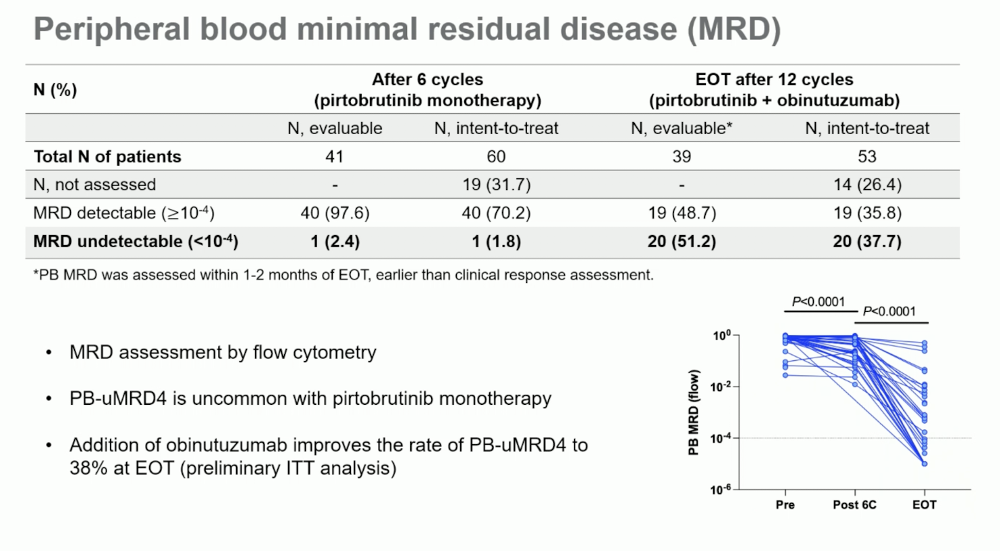 Peripheral blood minimal residual disease (MRD)
N (%)
After 6 cycles
(pirtobrutinib monotherapy)
EOT after 12 cycles
(pirtobrutinib + obinutuzumab)
N, evaluable N, intent-to-treat N, evaluable* N, intent-to-treat
Total N of patients 41 60 39 53
N, not assessed - 19 (31.7) - 14 (26.4)
MRD detectable (≥10⁻⁴) 40 (97.6) 40 (70.2) 19 (48.7) 19 (35.8)
MRD undetectable (<10⁻⁴) 1 (2.4) 1 (1.8) 20 (51.2) 20 (37.7)
*PB MRD was assessed within 1-2 months of EOT, earlier than clinical response assessment.
• MRD assessment by flow cytometry
• PB-uMRD4 is uncommon with pirtobrutinib monotherapy
• Addition of obinutuzumab improves the rate of PB-uMRD4 to
38% at EOT (preliminary ITT analysis)
P<0.0001
P<0.0001
PB MRD (flow)
10⁰
10⁻²
10⁻⁴
10⁻⁶
Pre Post 6C EOT